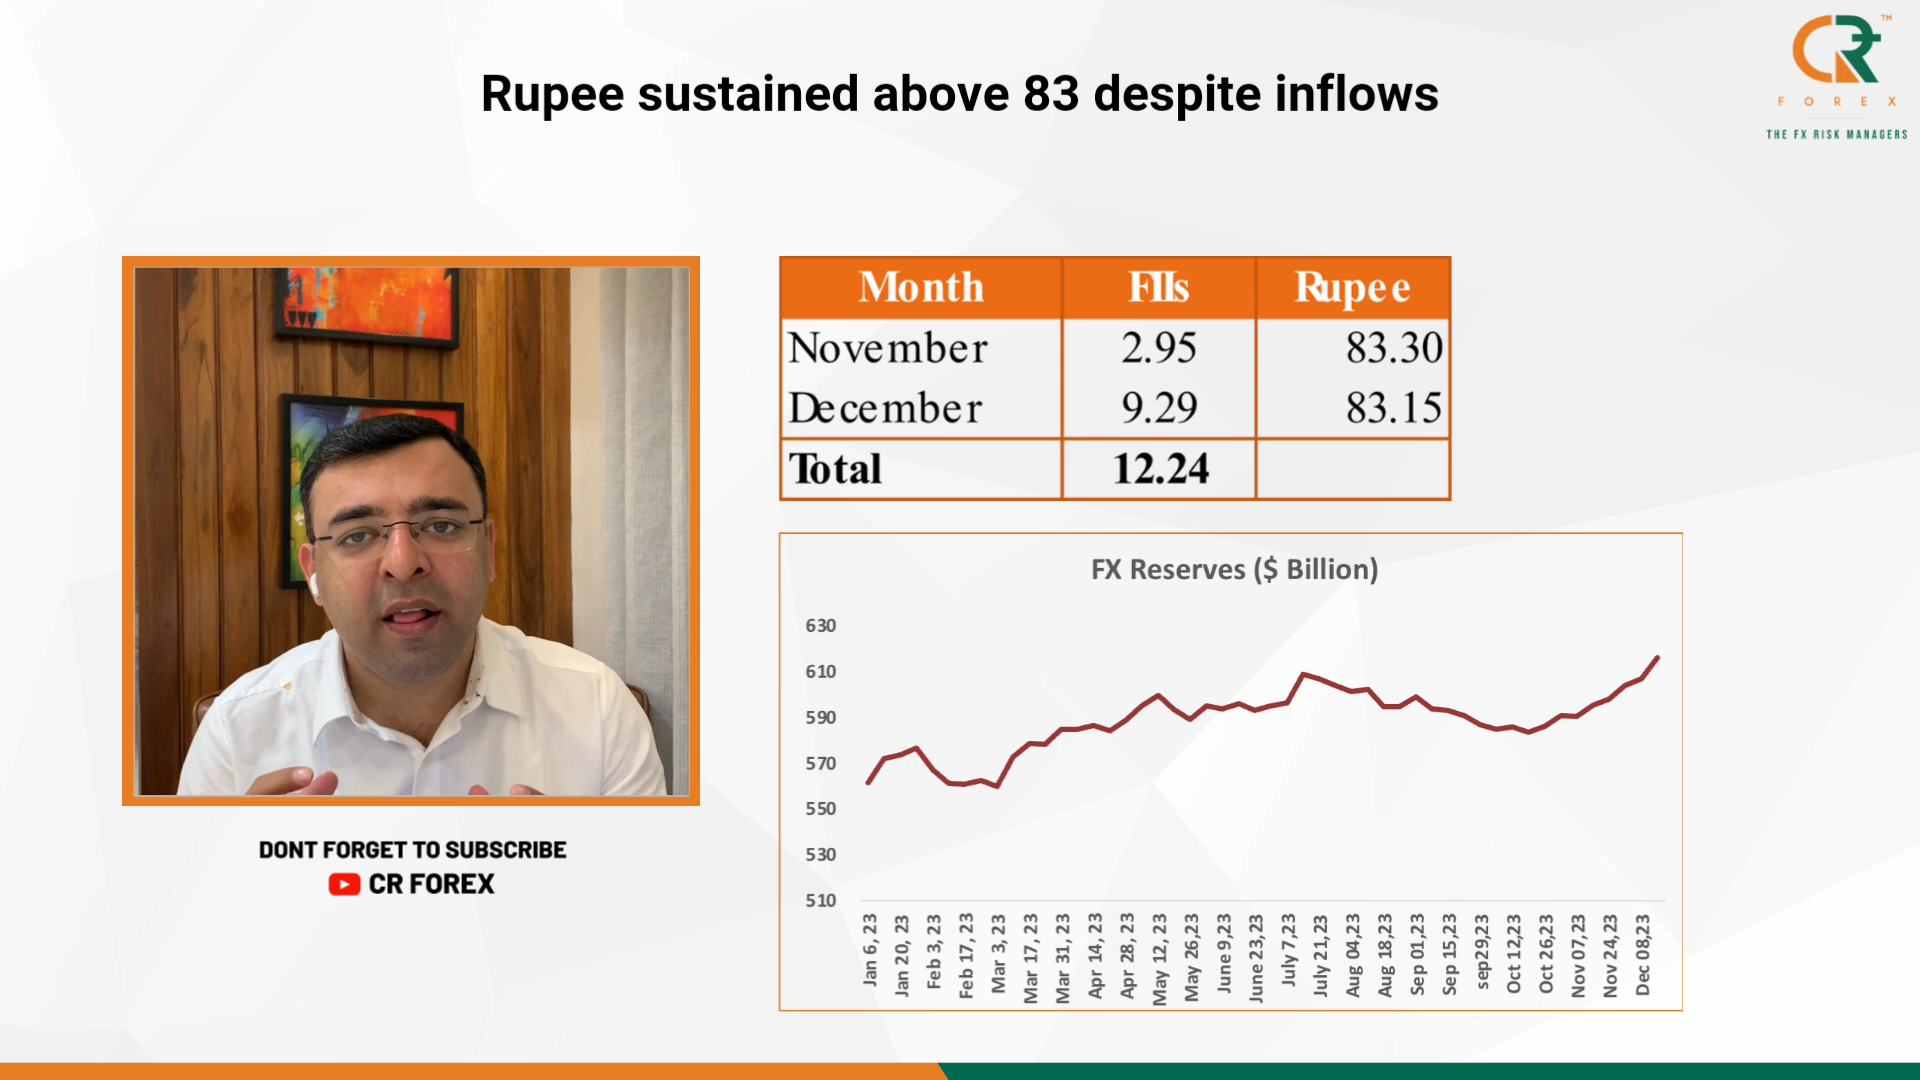 Rupee sustained above 83 despite inflows
CR TM
FOREX
THE FX RISK MANAGERS
Month FIIs Rupee
November 2.95 83.30
December 9.29 83.15
Total 12.24
DONT FORGET TO SUBSCRIBE
CR FOREX
FX Reserves ($ Billion)
630
610
590
570
550
530
510
Jan 6, 23
Jan 20, 23
Feb 3, 23
Feb 17, 23
Mar 3, 23
Mar 17, 23
Mar 31, 23
Apr 14, 23
Apr 28, 23
May 12, 23
May 26,23
June 9,23
June 23,23
July 7,23
July 21,23
Aug 04,23
Aug 18,23
Sep 01,23
Sep 15,23
sep29,23
Oct 12,23
Oct 26,23
Nov 07,23
Nov 24,23
Dec 08,23